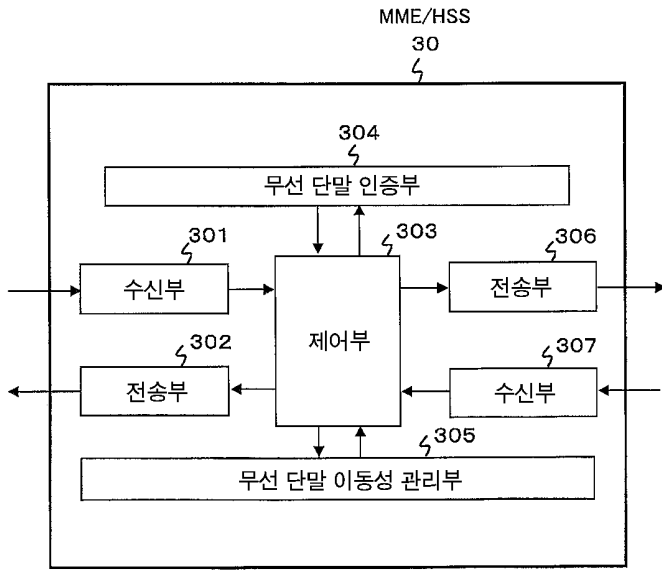 MME/HSS
30
304
무선 단말 인증부
301
303
306
수신부
전송부
제어부
302
307
전송부
수신부
305
무선 단말 이동성 관리부